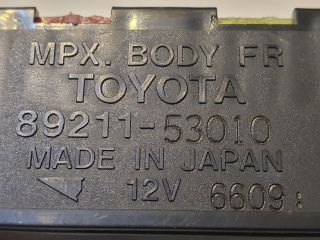 MPX. BODY FR
TOYOTA
89211-53010
MADE IN JAPAN
12V 6609: